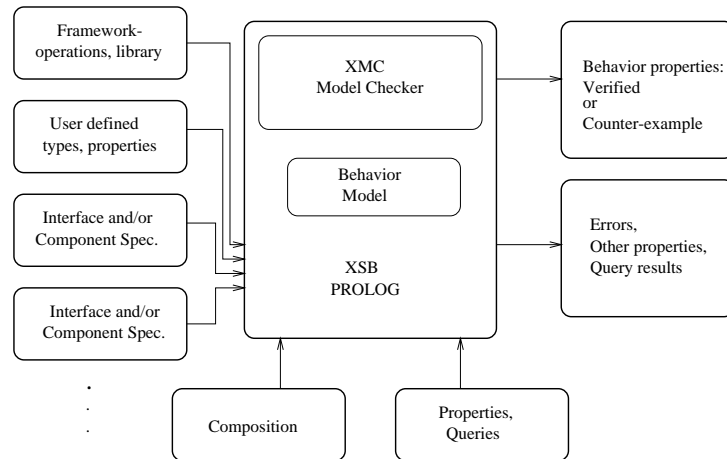 Framework-
operations, library
User defined
types, properties
Interface and/or
Component Spec.
Interface and/or
Component Spec.
XMC
Model Checker
Behavior
Model
XSB
PROLOG
Behavior properties:
Verified
or
Counter-example
Errors,
Other properties,
Query results
Composition
Properties,
Queries